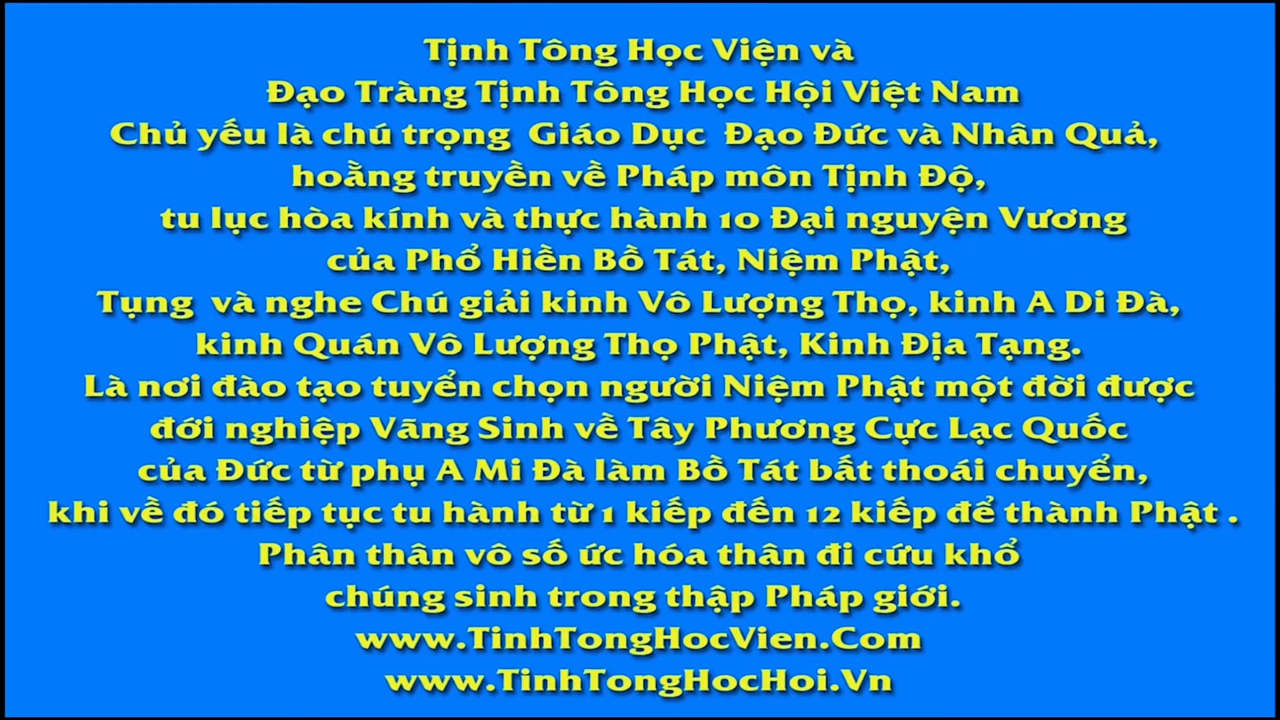 Tịnh Tông Học Viện và
Đạo Tràng Tịnh Tông Học Hội Việt Nam
Chủ yếu là chú trọng Giáo Dục Đạo Đức và Nhân Quả,
hoằng truyền về Pháp môn Tịnh Độ,
tu lục hòa kính và thực hành 10 Đại nguyện Vương
của Phổ Hiền Bồ Tát, Niệm Phật,
Tụng và nghe Chú giải kinh Vô Lượng Thọ, kinh A Di Đà,
kinh Quán Vô Lượng Thọ Phật, Kinh Địa Tạng.
Là nơi đào tạo tuyển chọn người Niệm Phật một đời được
đới nghiệp Vãng Sinh về Tây Phương Cực Lạc Quốc
của Đức từ phụ A Mi Đà làm Bồ Tát bất thoái chuyển,
khi về đó tiếp tục tu hành từ 1 kiếp đến 12 kiếp để thành Phật .
Phân thân vô số ức hóa thân đi cứu khổ
chúng sinh trong thập Pháp giới.
www.TinhTongHocVien.Com
www.TinhTongHocHoi.Vn